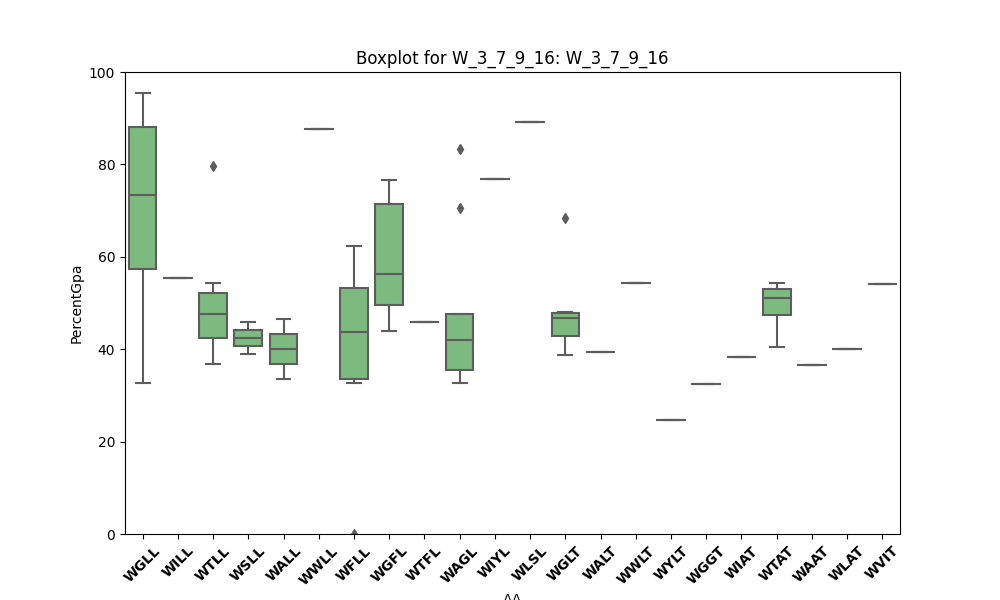 Boxplot for W_3_7_9_16: W_3_7_9_16
PercentGpa
100
80
60
40
20
0
WGLL WILL WTLL WSLL WALL WWLL WFLL WGFL WTFL WAGL WIYL WLSL WGLT WALT WWLT WYLT WGGT WIAT WTAT WAAT WLAT WVIT
AA